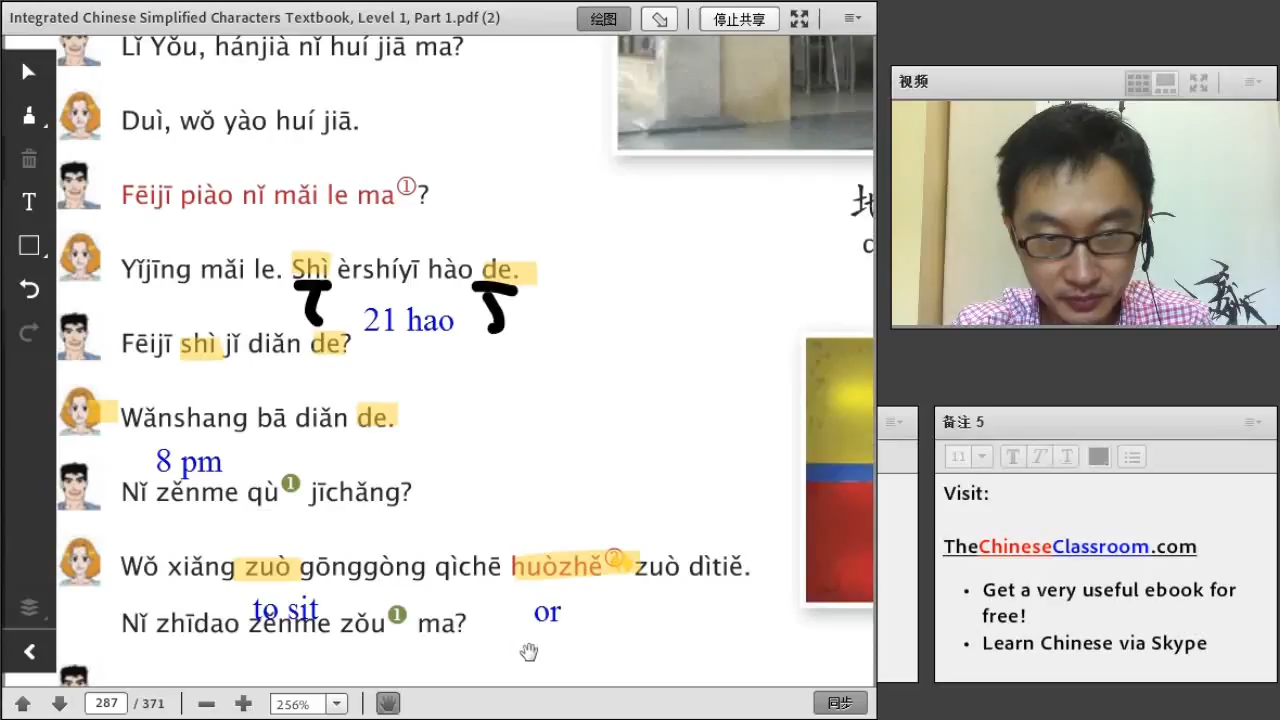 Integrated Chinese Simplified Characters Textbook, Level 1, Part 1.pdf (2)
绘图
停止共享
Lǐ Yǒu, hánjià nǐ huí jiā ma?
Duì, wǒ yào huí jiā.
Fēijī piào nǐ mǎi le ma①?
Yǐjīng mǎi le. Shì èrshíyī hào de.
21 hao
Fēijī shì jǐ diǎn de?
Wǎnshang bā diǎn de.
8 pm
Nǐ zěnme qù❶ jīchǎng?
Wǒ xiǎng zuò gōnggòng qìchē huòzhě② zuò dìtiě.
to sit
or
Nǐ zhīdao zěnme zǒu❶ ma?
287 / 371
256%
同步
视频
备注 5
11
T T T
Visit:
TheChineseClassroom.com
• Get a very useful ebook for
free!
• Learn Chinese via Skype